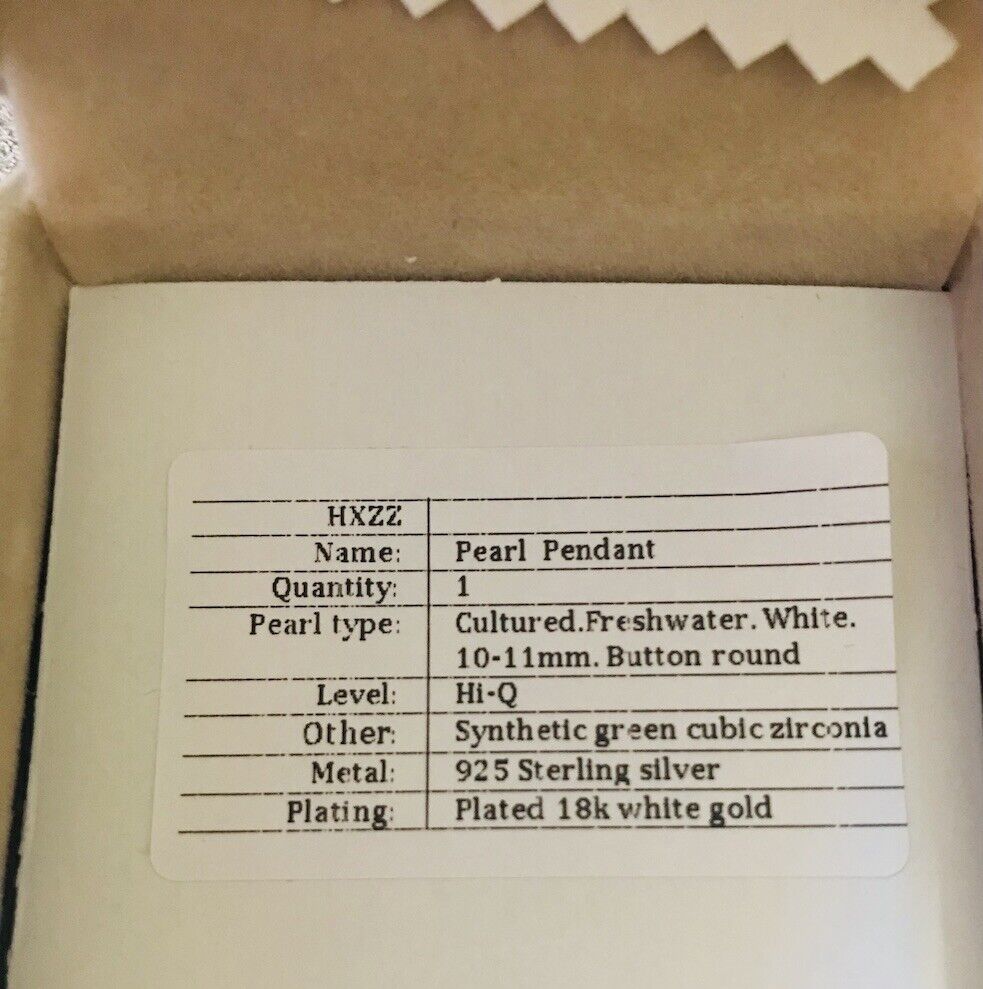 HXZZ
Name: Pearl Pendant
Quantity: 1
Pearl type: Cultured.Freshwater.White.
10-11mm. Button round
Level: Hi-Q
Other: Synthetic green cubic zirconia
Metal: 925 Sterling silver
Plating: Plated 18k white gold